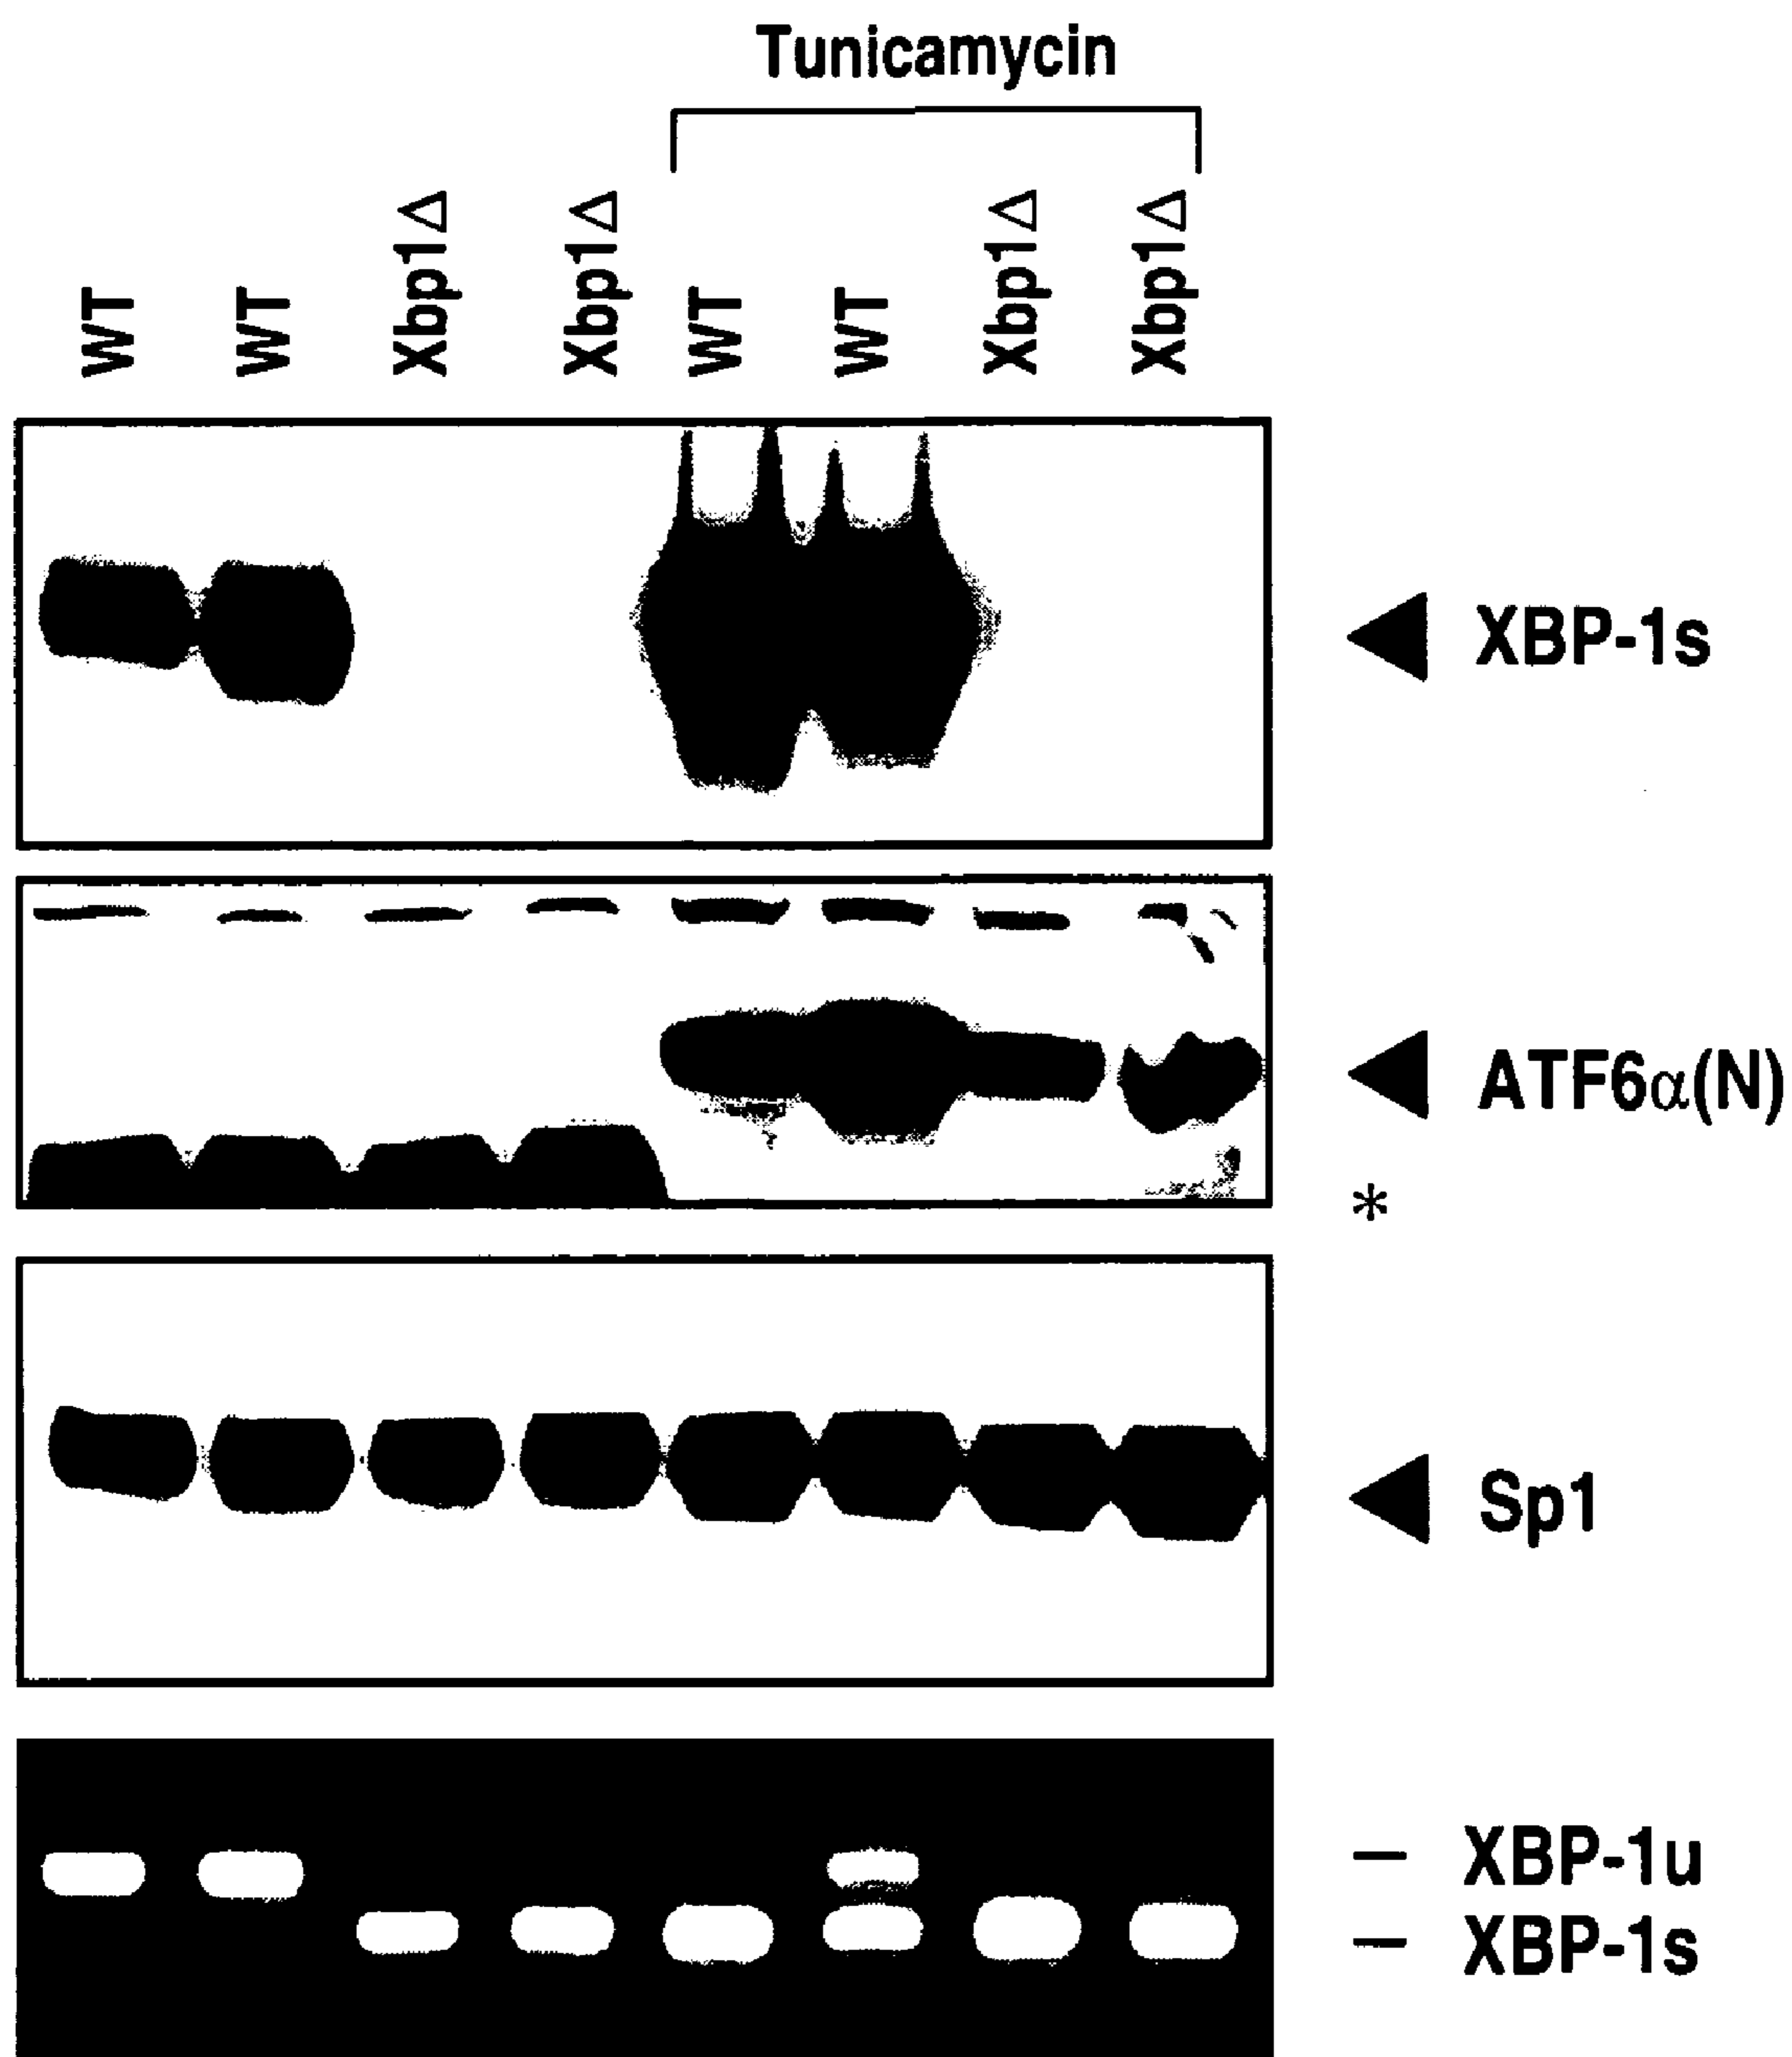 Tunicamycin
WT WT Xbp1Δ Xbp1Δ WT WT Xbp1Δ Xbp1Δ
XBP-1s
ATF6α(N)
*
Sp1
XBP-1u
XBP-1s